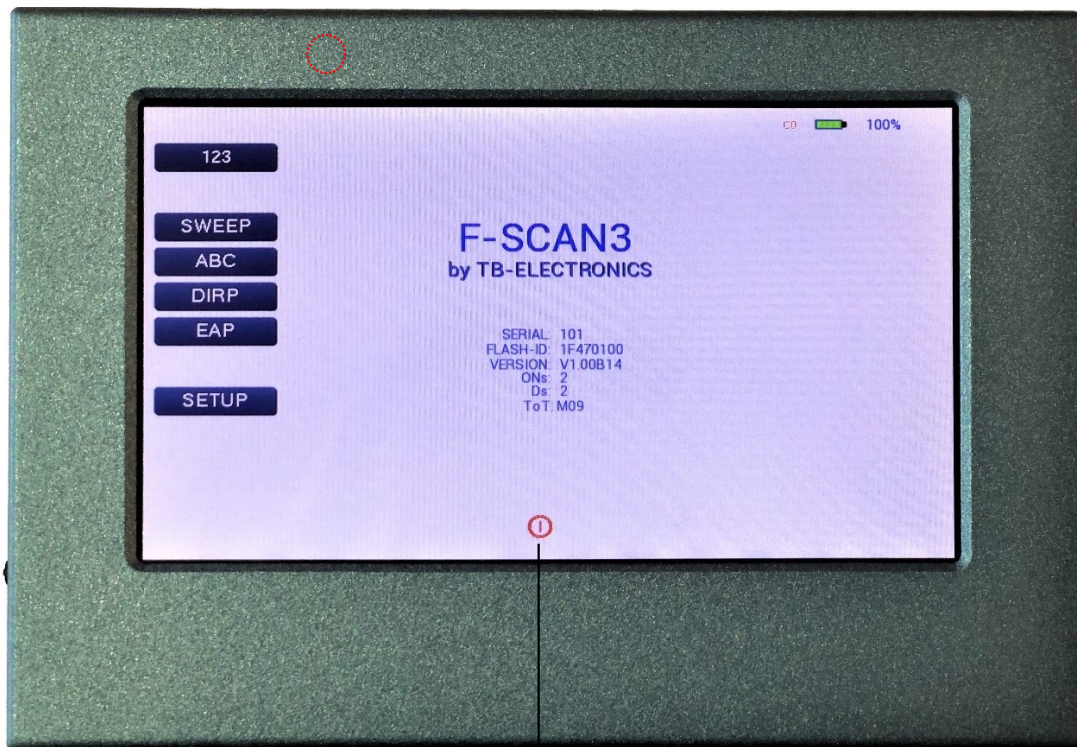 C0 100%
123
SWEEP
ABC
DIRP
EAP
SETUP
F-SCAN3
by TB-ELECTRONICS
SERIAL: 101
FLASH-ID: 1F470100
VERSION: V1.00B14
ONs: 2
Ds: 2
ToT: M09